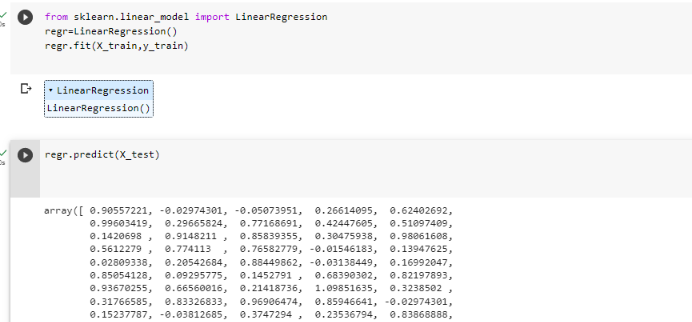 from sklearn.linear_model import LinearRegression
regr=LinearRegression()
regr.fit(X_train,y_train)
▾ LinearRegression
LinearRegression()
regr.predict(X_test)
array([ 0.90557221, -0.02974301, -0.05073951,  0.26614095,  0.62402692,
0.99603419,  0.29665824,  0.77168691,  0.42447605,  0.51097409,
0.1420698 ,  0.9148211 ,  0.85839355,  0.30475938,  0.98061608,
0.5612279 ,  0.774113  ,  0.76582779, -0.01546183,  0.13947625,
0.02809338,  0.20542684,  0.88449862, -0.03138449,  0.16992047,
0.85054128,  0.09295775,  0.1452791 ,  0.68390302,  0.82197893,
0.93670255,  0.66560016,  0.21418736,  1.09851635,  0.3238502 ,
0.31766585,  0.83326833,  0.96906474,  0.85946641, -0.02974301,
0.15237787, -0.03812685,  0.3747294 ,  0.23536794,  0.83868888,